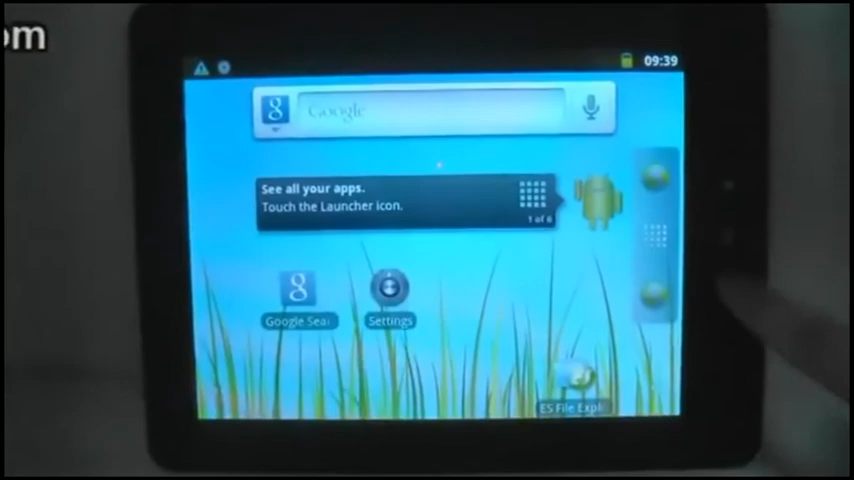 om
09:39
Google
See all your apps.
Touch the Launcher icon.
1 of 6
Google Sear
Settings
ES File Expl